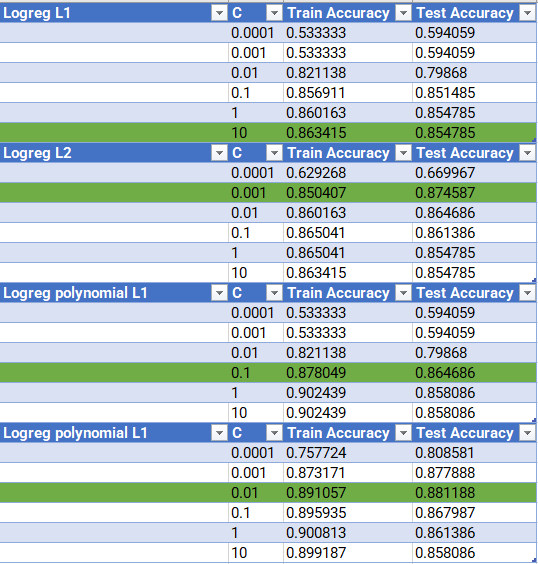 Logreg L1 C Train Accuracy Test Accuracy
0.0001 0.533333 0.594059
0.001 0.533333 0.594059
0.01 0.821138 0.79868
0.1 0.856911 0.851485
1 0.860163 0.854785
10 0.863415 0.854785
Logreg L2 C Train Accuracy Test Accuracy
0.0001 0.629268 0.669967
0.001 0.850407 0.874587
0.01 0.860163 0.864686
0.1 0.865041 0.861386
1 0.865041 0.854785
10 0.863415 0.854785
Logreg polynomial L1 C Train Accuracy Test Accuracy
0.0001 0.533333 0.594059
0.001 0.533333 0.594059
0.01 0.821138 0.79868
0.1 0.878049 0.864686
1 0.902439 0.858086
10 0.902439 0.858086
Logreg polynomial L1 C Train Accuracy Test Accuracy
0.0001 0.757724 0.808581
0.001 0.873171 0.877888
0.01 0.891057 0.881188
0.1 0.895935 0.867987
1 0.900813 0.861386
10 0.899187 0.858086